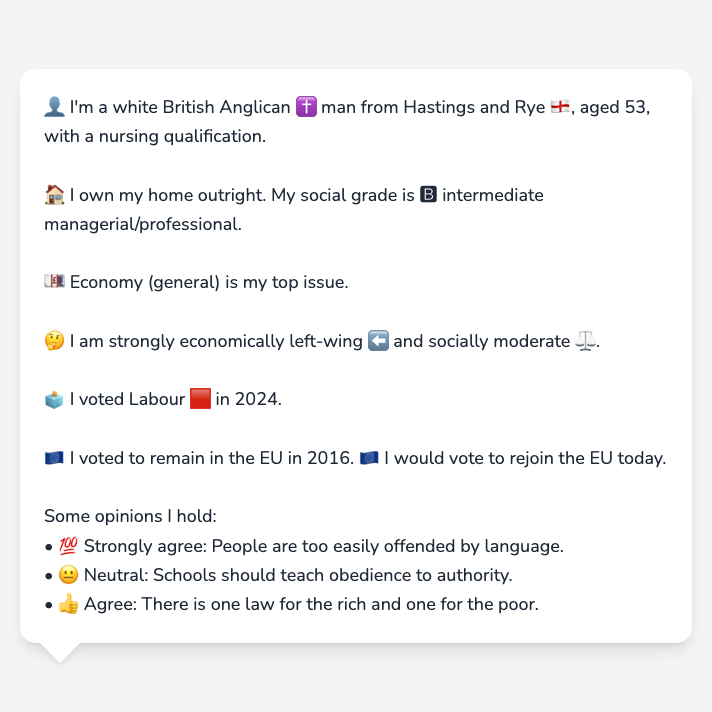 👤 I'm a white British Anglican ✝️ man from Hastings and Rye 🏴󠁧󠁢󠁥󠁮󠁧󠁿, aged 53,
with a nursing qualification.
🏠 I own my home outright. My social grade is 🅱 intermediate
managerial/professional.
💷 Economy (general) is my top issue.
🤔 I am strongly economically left-wing ⬅️ and socially moderate ⚖️.
🗳️ I voted Labour 🟥 in 2024.
🇪🇺 I voted to remain in the EU in 2016. 🇪🇺 I would vote to rejoin the EU today.
Some opinions I hold:
• 💯 Strongly agree: People are too easily offended by language.
• 😐 Neutral: Schools should teach obedience to authority.
• 👍 Agree: There is one law for the rich and one for the poor.